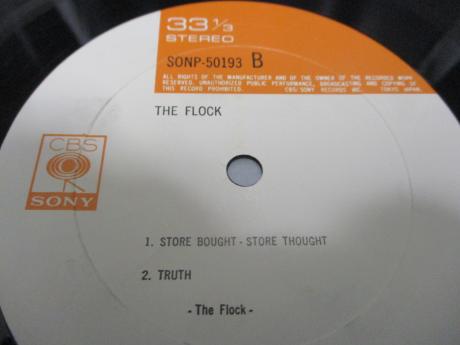 33 1/3
STEREO
SONP-50193 B
ALL RIGHTS OF THE MANUFACTURER AND OF THE OWNER OF THE RECORDED WORK
RESERVED. UNAUTHORIZED PUBLIC PERFORMANCE, BROADCASTING AND COPYING OF
THIS RECORD PROHIBITED. CBS/SONY RECORDS INC. TOKYO JAPAN.
THE FLOCK
CBS
SONY
1. STORE BOUGHT - STORE THOUGHT
2. TRUTH
- The Flock -